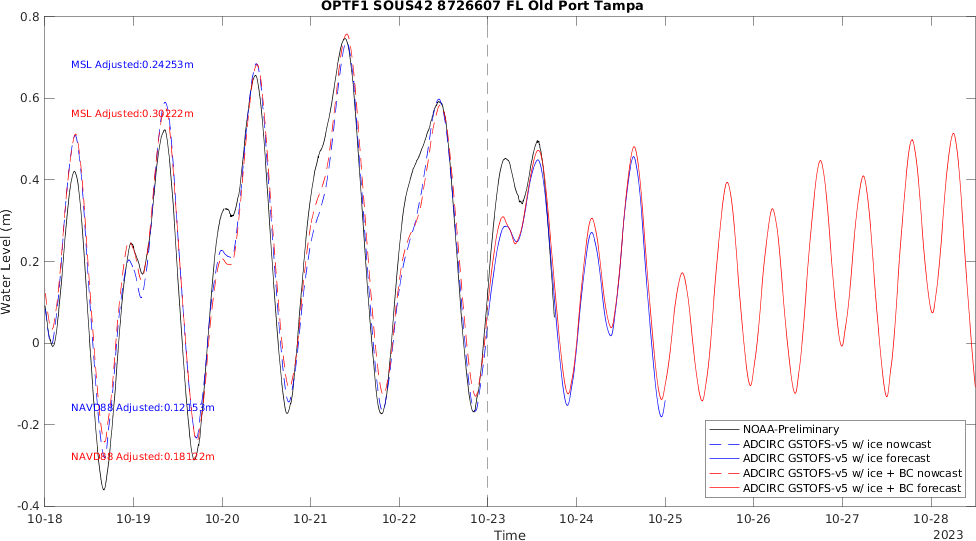 OPTF1 SOUS42 8726607 FL Old Port Tampa
0.8
0.6
0.4
0.2
0
-0.2
-0.4
Water Level (m)
MSL Adjusted:0.24253m
MSL Adjusted:0.30222m
NAVD88 Adjusted:0.12153m
NAVD88 Adjusted:0.18122m
NOAA-Preliminary
ADCIRC GSTOFS-v5 w/ ice nowcast
ADCIRC GSTOFS-v5 w/ ice forecast
ADCIRC GSTOFS-v5 w/ ice + BC nowcast
ADCIRC GSTOFS-v5 w/ ice + BC forecast
10-18 10-19 10-20 10-21 10-22 10-23 10-24 10-25 10-26 10-27 10-28
Time
2023